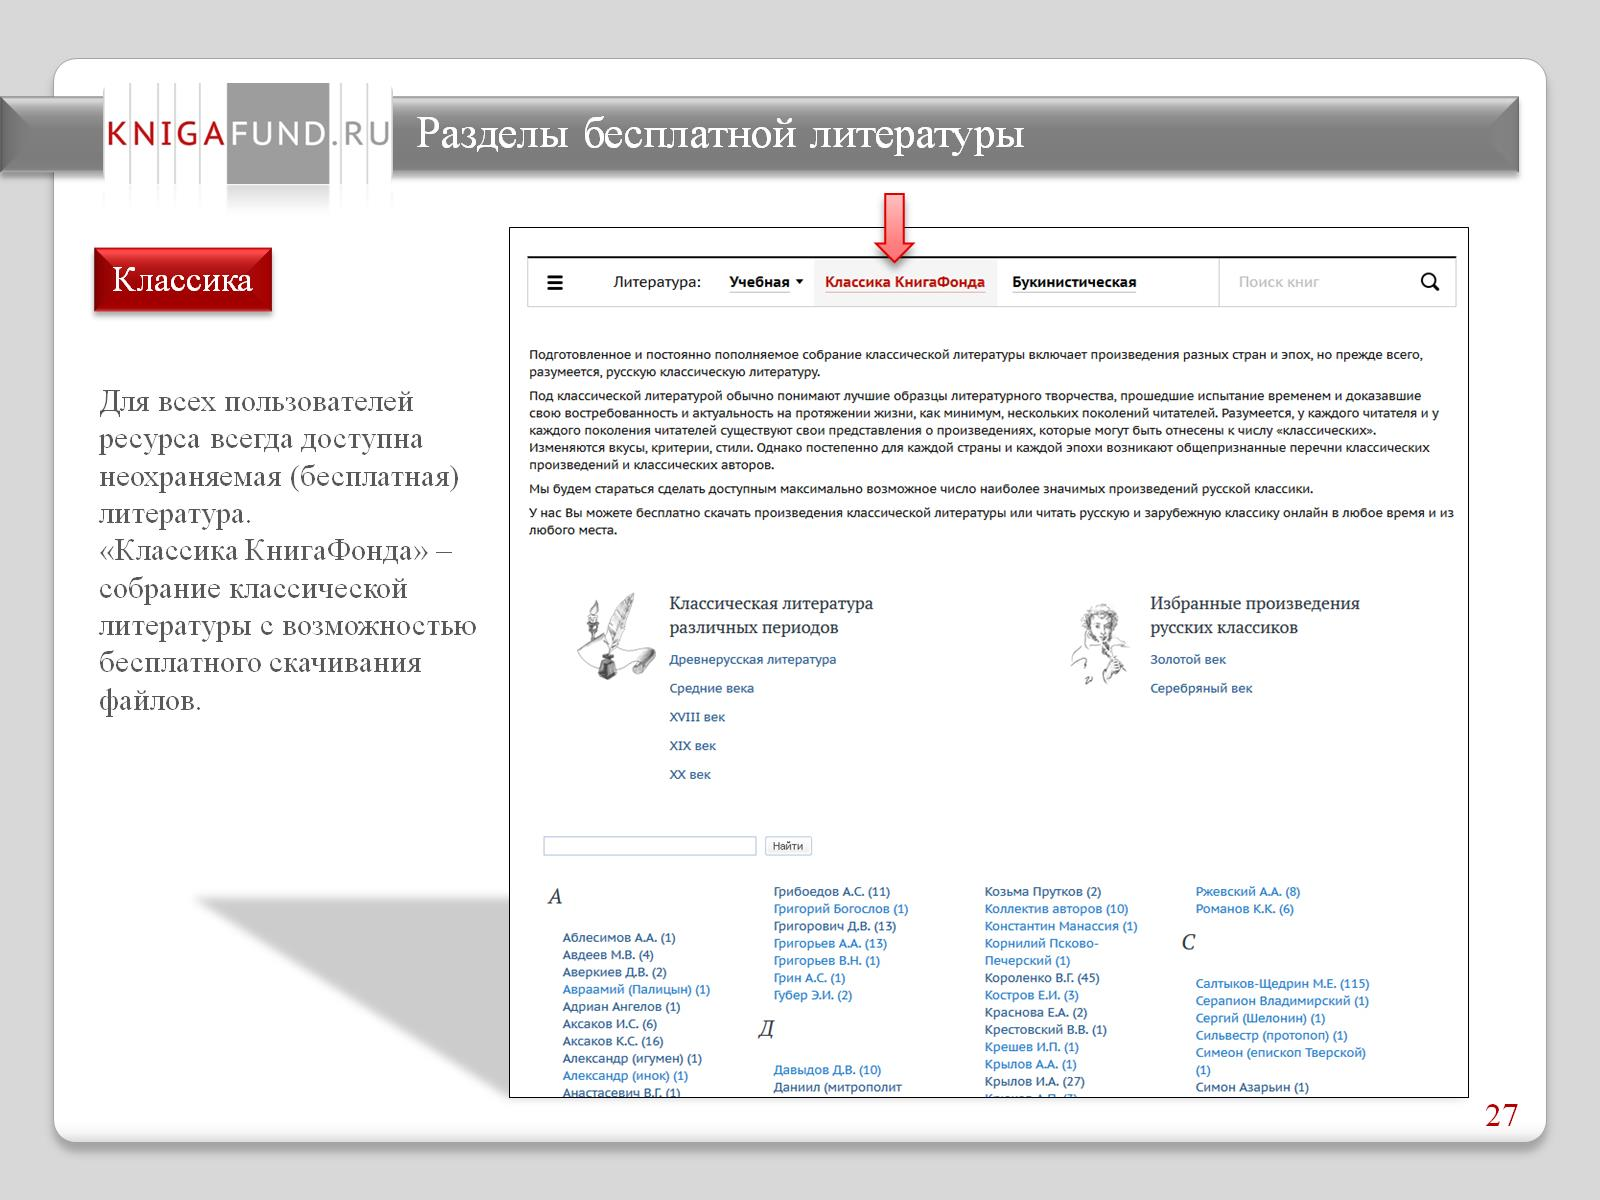 KNIGAFUND.RU
Разделы бесплатной литературы
Классика
Для всех пользователей
ресурса всегда доступна
неохраняемая (бесплатная)
литература.
«Классика КнигаФонда» –
собрание классической
литературы с возможностью
бесплатного скачивания
файлов.
Литература: Учебная Классика КнигаФонда Букинистическая Поиск книг
Подготовленное и постоянно пополняемое собрание классической литературы включает произведения разных стран и эпох, но прежде всего,
разумеется, русскую классическую литературу.
Под классической литературой обычно понимают лучшие образцы литературного творчества, прошедшие испытание временем и доказавшие
свою востребованность и актуальность на протяжении жизни, как минимум, нескольких поколений читателей. Разумеется, у каждого читателя и у
каждого поколения читателей существуют свои представления о произведениях, которые могут быть отнесены к числу «классических».
Изменяются вкусы, критерии, стили. Однако постепенно для каждой страны и каждой эпохи возникают общепризнанные перечни классических
произведений и классических авторов.
Мы будем стараться сделать доступным максимально возможное число наиболее значимых произведений русской классики.
У нас Вы можете бесплатно скачать произведения классической литературы или читать русскую и зарубежную классику онлайн в любое время и из
любого места.
Классическая литература
различных периодов
Древнерусская литература
Средние века
XVIII век
XIX век
XX век
Избранные произведения
русских классиков
Золотой век
Серебряный век
Найти
А
Аблесимов А.А. (1)
Авдеев М.В. (4)
Аверкиев Д.В. (2)
Авраамий (Палицын) (1)
Адриан Ангелов (1)
Аксаков И.С. (6)
Аксаков К.С. (16)
Александр (игумен) (1)
Александр (инок) (1)
Анастасевич В.Г. (1)
Грибоедов А.С. (11)
Григорий Богослов (1)
Григорович Д.В. (13)
Григорьев А.А. (13)
Григорьев В.Н. (1)
Грин А.С. (1)
Губер Э.И. (2)
Д
Давыдов Д.В. (10)
Даниил (митрополит
Козьма Прутков (2)
Коллектив авторов (10)
Константин Манассия (1)
Корнилий Псково-
Печерский (1)
Короленко В.Г. (45)
Костров Е.И. (3)
Краснова Е.А. (2)
Крестовский В.В. (1)
Крешев И.П. (1)
Крылов А.А. (1)
Крылов И.А. (27)
Ржевский А.А. (8)
Романов К.К. (6)
С
Салтыков-Щедрин М.Е. (115)
Серапион Владимирский (1)
Сергий (Шелонин) (1)
Сильвестр (протопоп) (1)
Симеон (епископ Тверской)
(1)
Симон Азарьин (1)
27